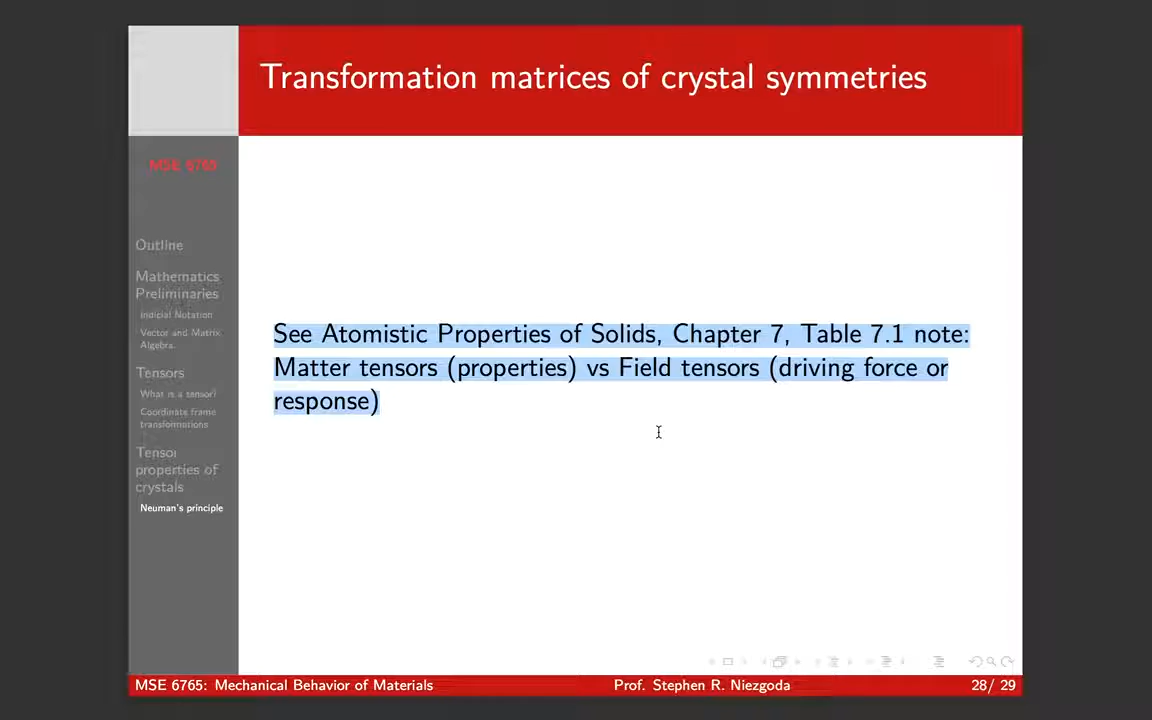 Transformation matrices of crystal symmetries
MSE 6765
Outline
Mathematics
Preliminaries
Indicial Notation
Vector and Matrix
Algebra.
Tensors
What is a tensor?
Coordinate frame
transformations
Tensor
properties of
crystals
Neuman's principle
See Atomistic Properties of Solids, Chapter 7, Table 7.1 note:
Matter tensors (properties) vs Field tensors (driving force or
response)
MSE 6765: Mechanical Behavior of Materials
Prof. Stephen R. Niezgoda
28/ 29